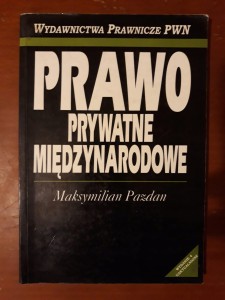 WYDAWNICTWA PRAWNICZE PWN
PRAWO
PRYWATNE
MIĘDZYNARODOWE
Maksymilian Pazdan